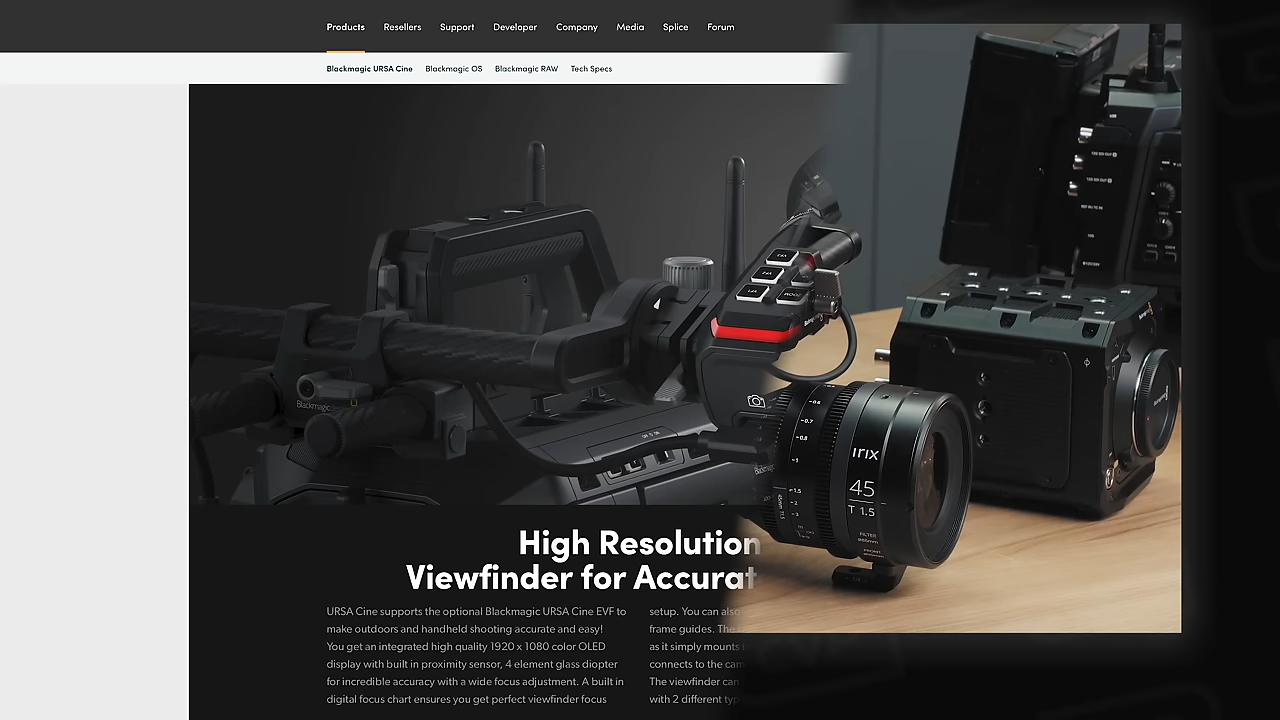 Products Resellers Support Developer Company Media Splice Forum
Blackmagic URSA Cine Blackmagic OS Blackmagic RAW Tech Specs
Blackmagic
ZOOM
irix
45
T 1.5
FILTER
High Resolution
Viewfinder for Accurat
URSA Cine supports the optional Blackmagic URSA Cine EVF to
make outdoors and handheld shooting accurate and easy!
You get an integrated high quality 1920 x 1080 color OLED
display with built in proximity sensor, 4 element glass diopter
for incredible accuracy with a wide focus adjustment. A built in
digital focus chart ensures you get perfect viewfinder focus
setup. You can also
frame guides. The
as it simply mounts
connects to the cam
The viewfinder can
with 2 different typ